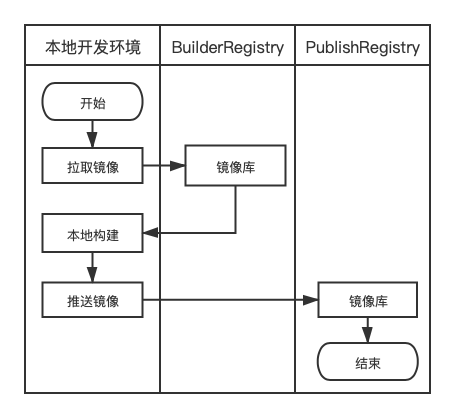 本地开发环境
BuilderRegistry
PublishRegistry
开始
拉取镜像
镜像库
本地构建
推送镜像
镜像库
结束